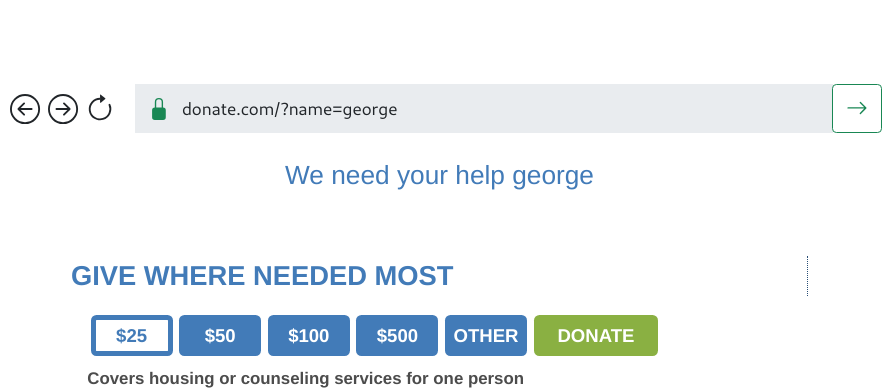 donate.com/?name=george
We need your help george
GIVE WHERE NEEDED MOST
$25 $50 $100 $500 OTHER DONATE
Covers housing or counseling services for one person